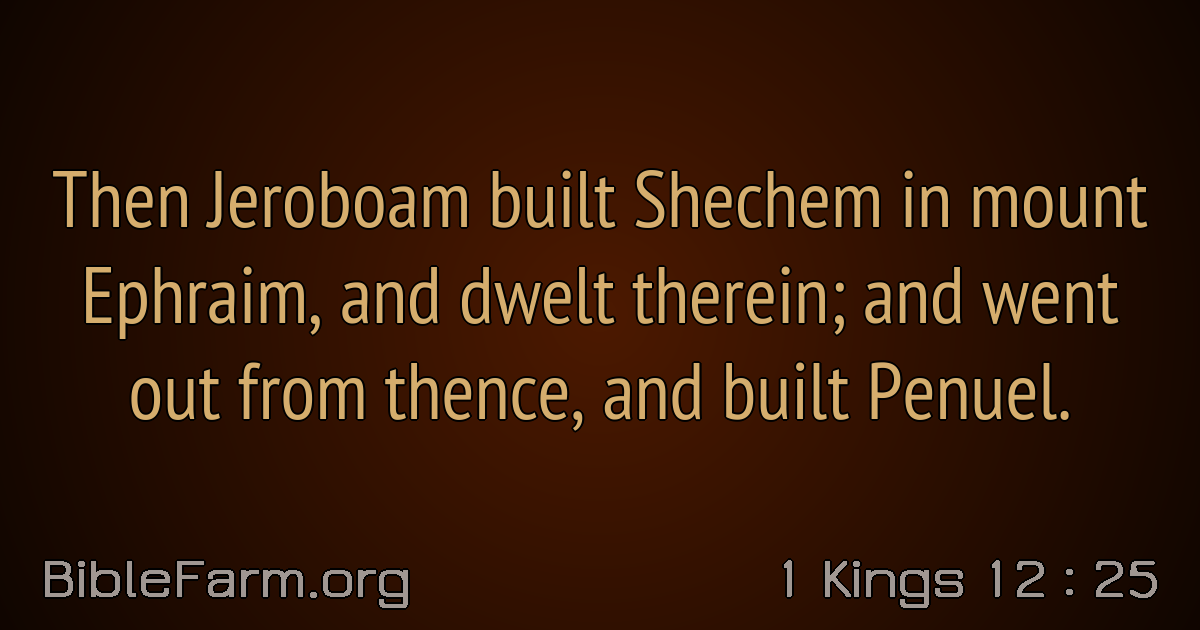 Then Jeroboam built Shechem in mount
Ephraim, and dwelt therein; and went
out from thence, and built Penuel.
BibleFarm.org
1 Kings 12 : 25